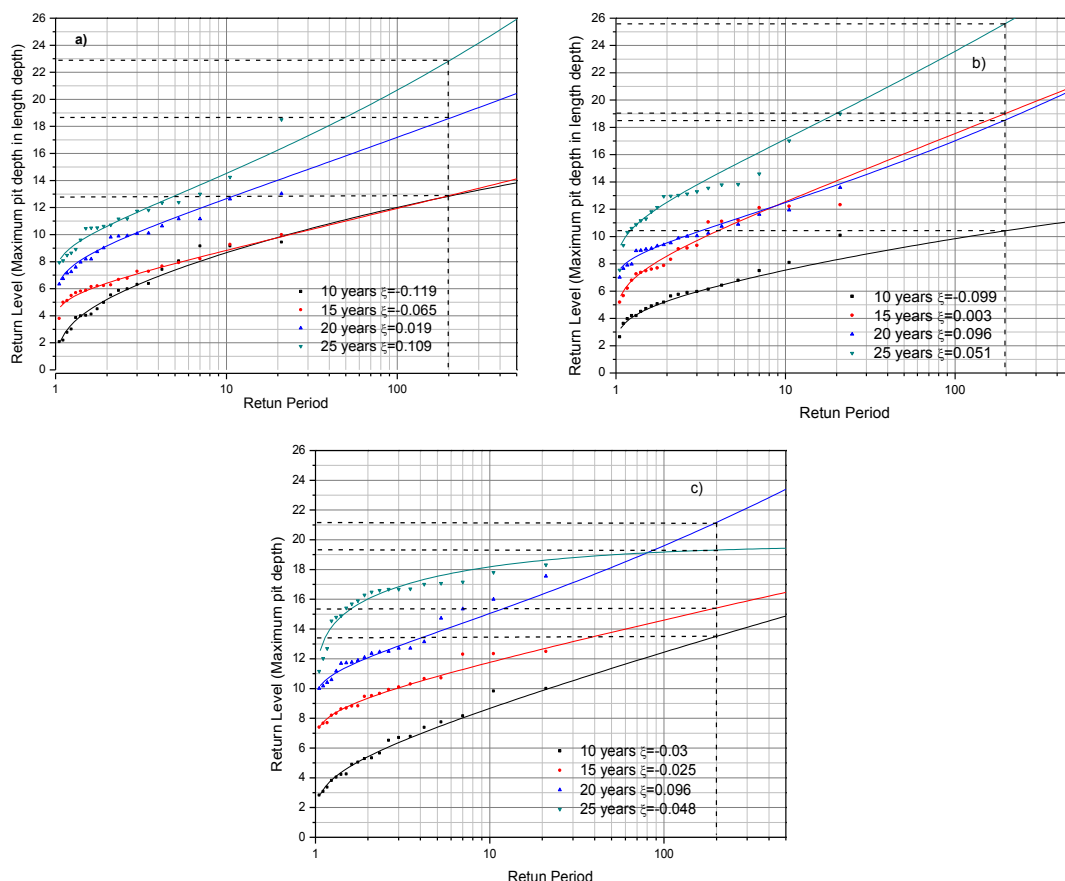 a)
Return Level (Maximum pit depth in length depth)
26
24
22
20
18
16
14
12
10
8
6
4
2
0
10 years ξ=-0.119
15 years ξ=-0.065
20 years ξ=0.019
25 years ξ=0.109
1 10 100
Retun Period
b)
Return Level (Maximum pit depth in length depth)
26
24
22
20
18
16
14
12
10
8
6
4
2
0
10 years ξ=-0.099
15 years ξ=0.003
20 years ξ=0.096
25 years ξ=0.051
1 10 100
Retun Period
c)
Return Level (Maximum pit depth)
26
24
22
20
18
16
14
12
10
8
6
4
2
0
10 years ξ=-0.03
15 years ξ=-0.025
20 years ξ=0.096
25 years ξ=-0.048
1 10 100
Retun Period